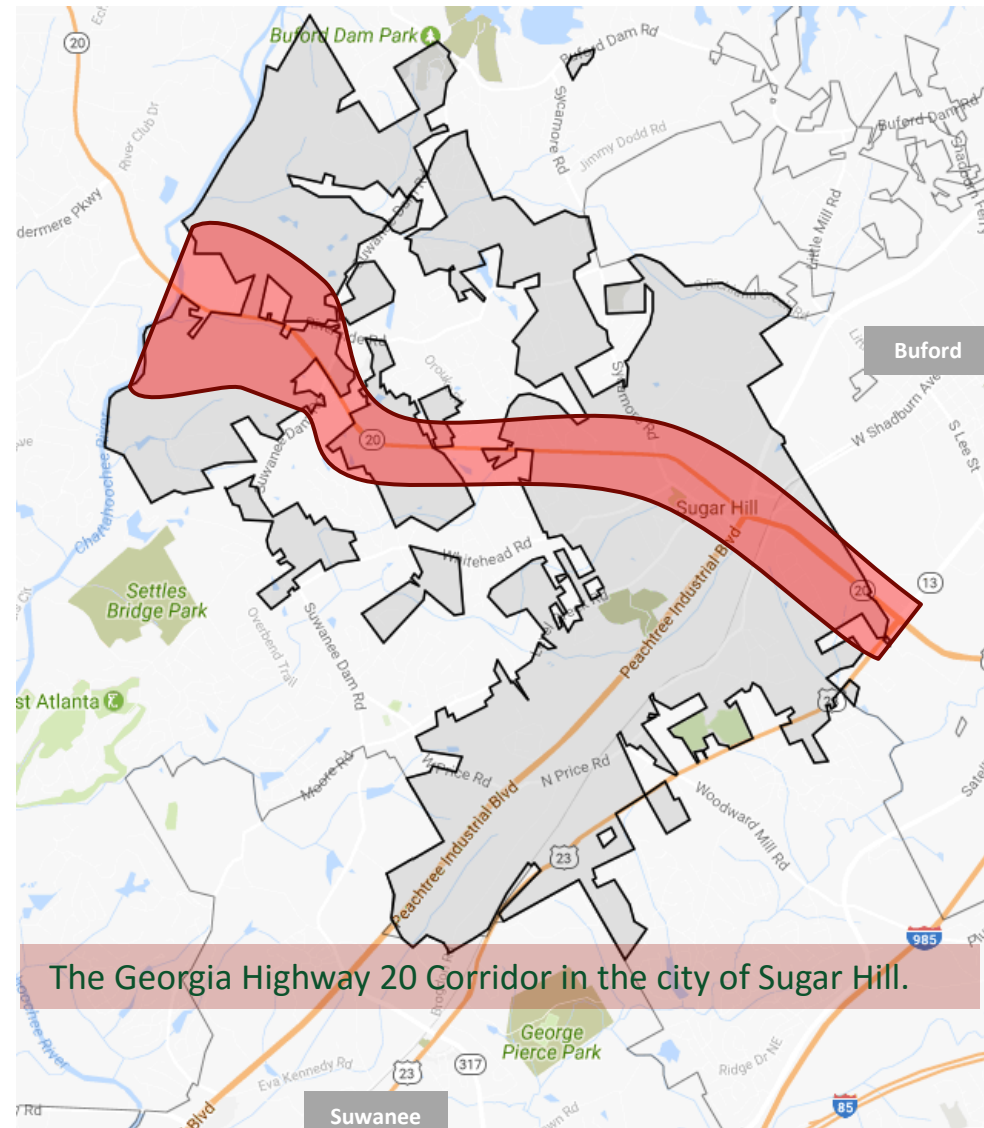 Buford Dam Park
Buford Dam Rd
20
River Club Dr
Sycamore Rd
Jimmy Dodd Rd
Buford Dam Rd
Little Mill Rd
dermere Pkwy
Buford
W Shadburn Ave
S Lee St
Sycamore Rd
20
Suwanee Dam
Chattahoochee River
Sugar Hill
Whitehead Rd
Settles
Bridge Park
13
20
Overbend Trail
Suwanee Dam Rd
Peachtree Industrial Blvd
st Atlanta
Moore Rd
W Price Rd
N Price Rd
Woodward Mill Rd
Peachtree Industrial Blvd
23
985
The Georgia Highway 20 Corridor in the city of Sugar Hill.
George
Pierce Park
Ridge Dr NE
Eva Kennedy Rd
317
23
Suwanee
Blvd
85